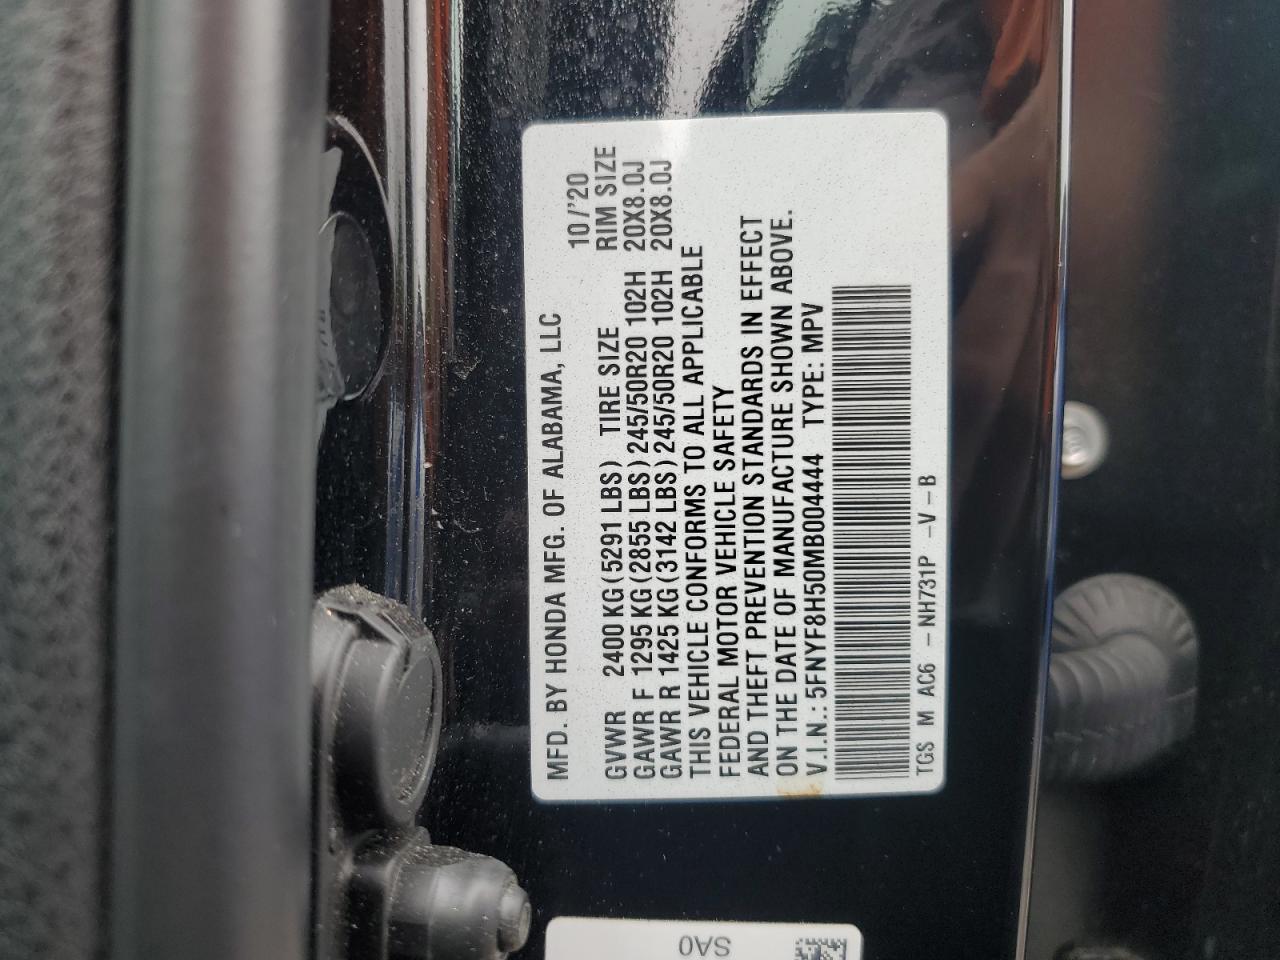 MFD. BY HONDA MFG. OF ALABAMA, LLC 10/'20
GVWR 2400 KG(5291 LBS) TIRE SIZE RIM SIZE
GAWR F 1295 KG(2855 LBS)245/50R20 102H 20X8.0J
GAWR R 1425 KG(3142 LBS)245/50R20 102H 20X8.0J
THIS VEHICLE CONFORMS TO ALL APPLICABLE
FEDERAL MOTOR VEHICLE SAFETY
AND THEFT PREVENTION STANDARDS IN EFFECT
ON THE DATE OF MANUFACTURE SHOWN ABOVE.
V.I.N.: 5FNYF8H50MB004444 TYPE: MPV
TGS M AC6 -NH731P -V-B
SA0